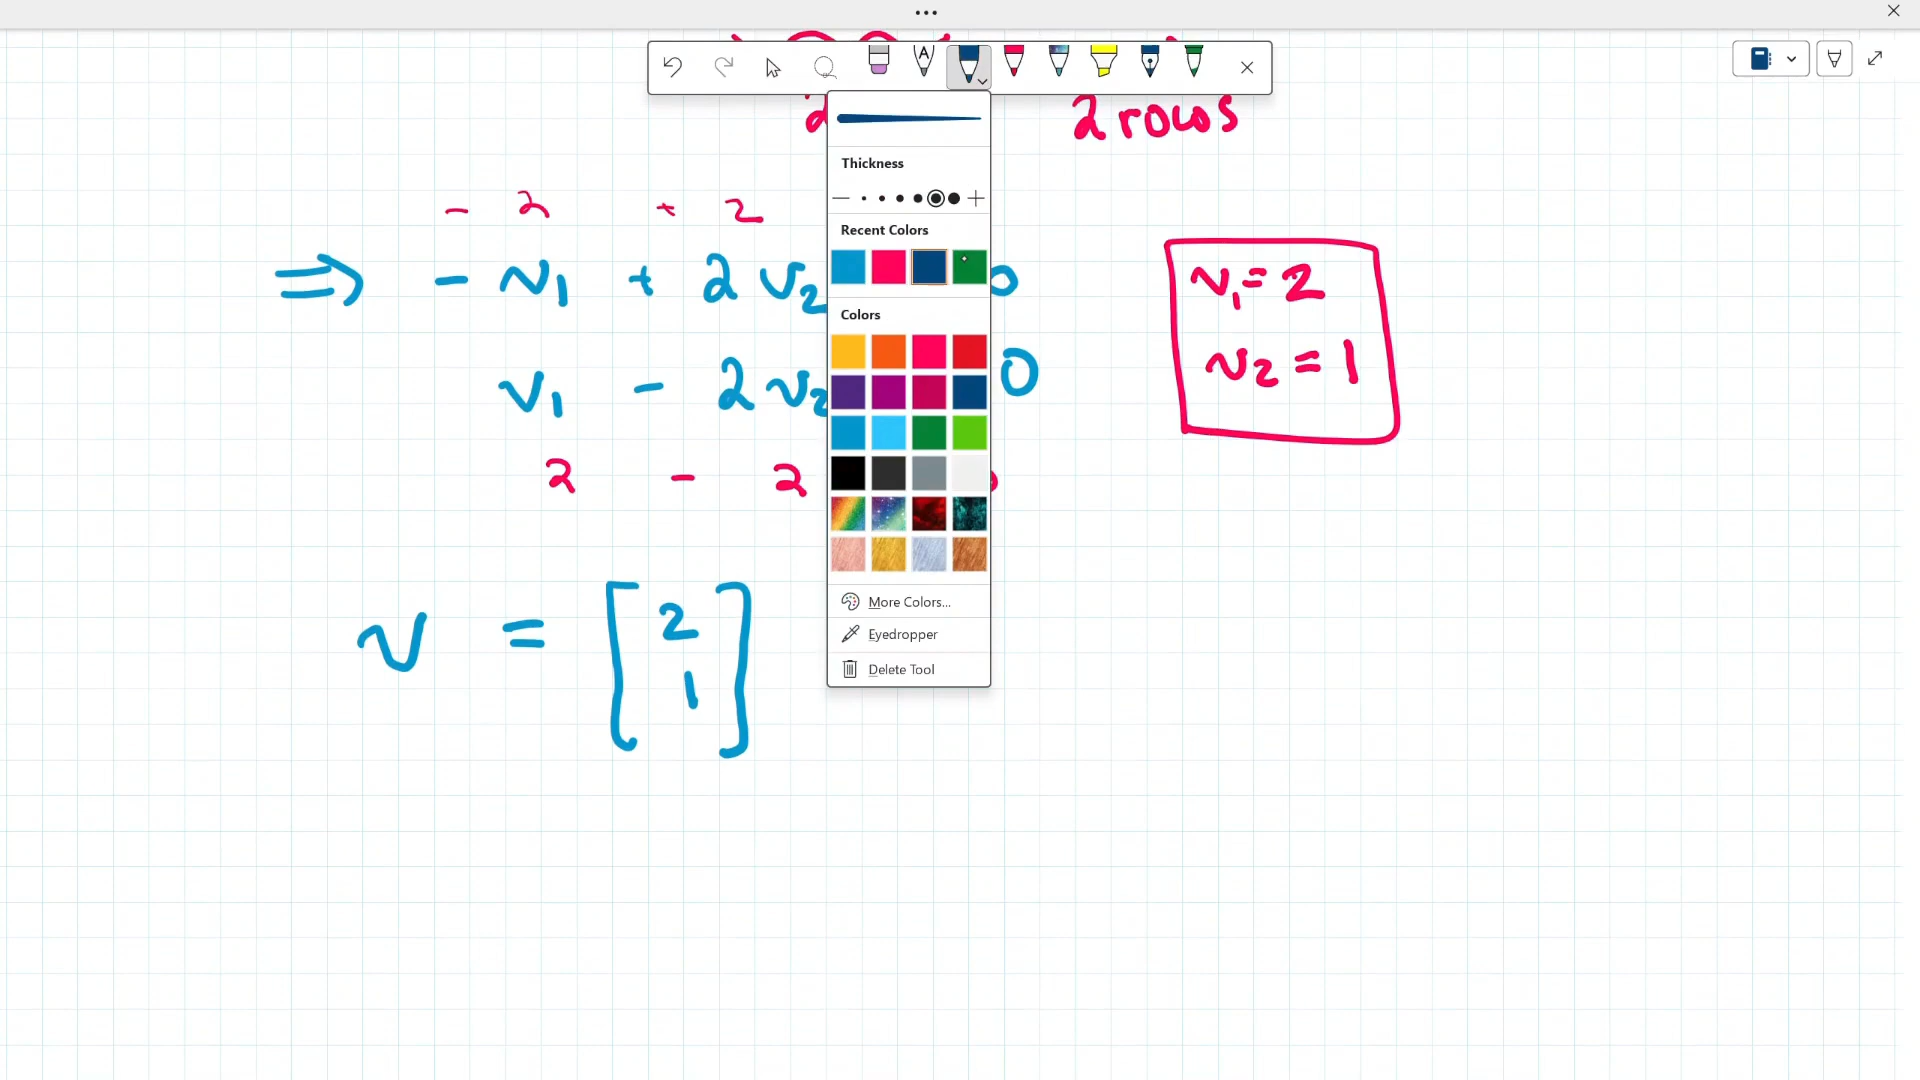 2 rows
- 2 + 2
⇒ - v₁ + 2 v₂ 0
v₁ - 2 v₂ 0
2 - 2
v₁ = 2
v₂ = 1
v = [2
1]
A
Thickness
Recent Colors
Colors
More Colors...
Eyedropper
Delete Tool